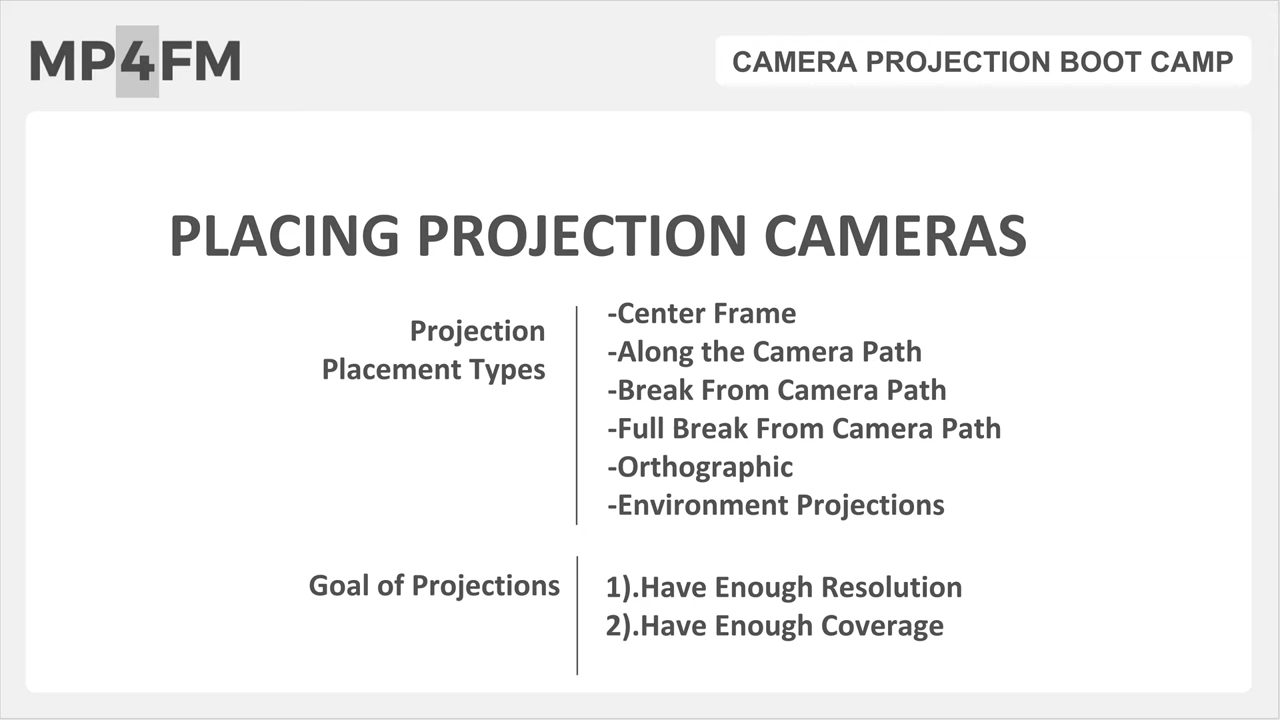 MP4FM
CAMERA PROJECTION BOOT CAMP
PLACING PROJECTION CAMERAS
Projection
Placement Types
-Center Frame
-Along the Camera Path
-Break From Camera Path
-Full Break From Camera Path
-Orthographic
-Environment Projections
Goal of Projections
1).Have Enough Resolution
2).Have Enough Coverage